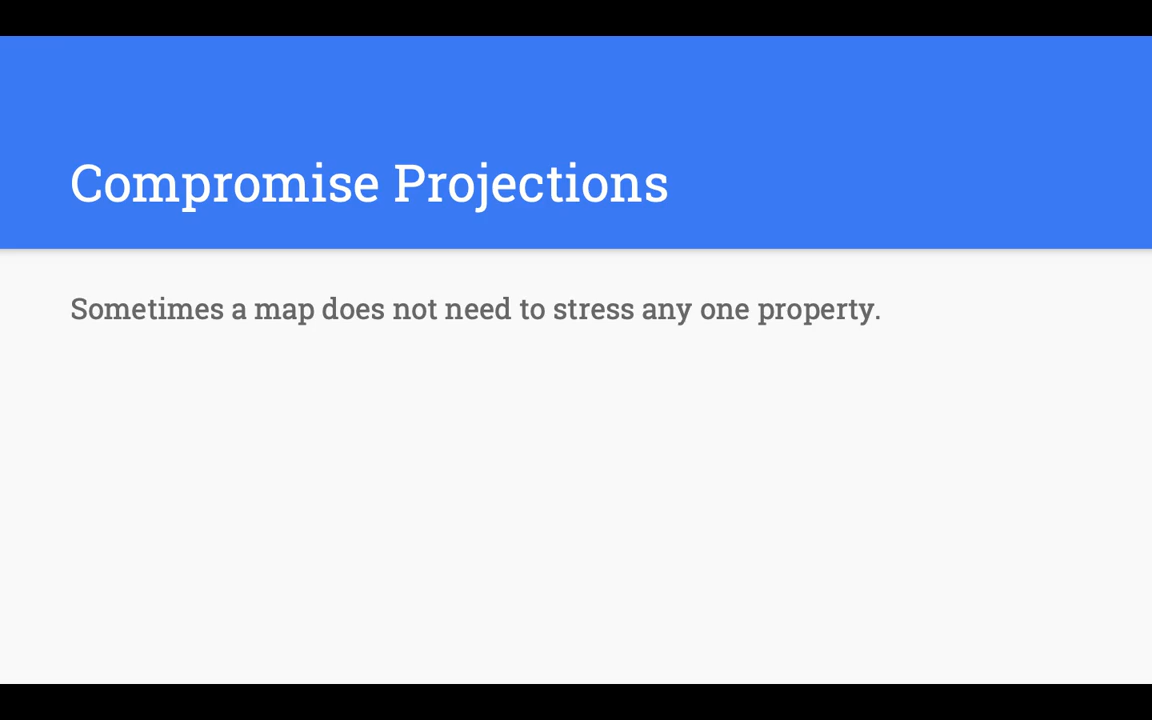 Compromise Projections
Sometimes a map does not need to stress any one property.